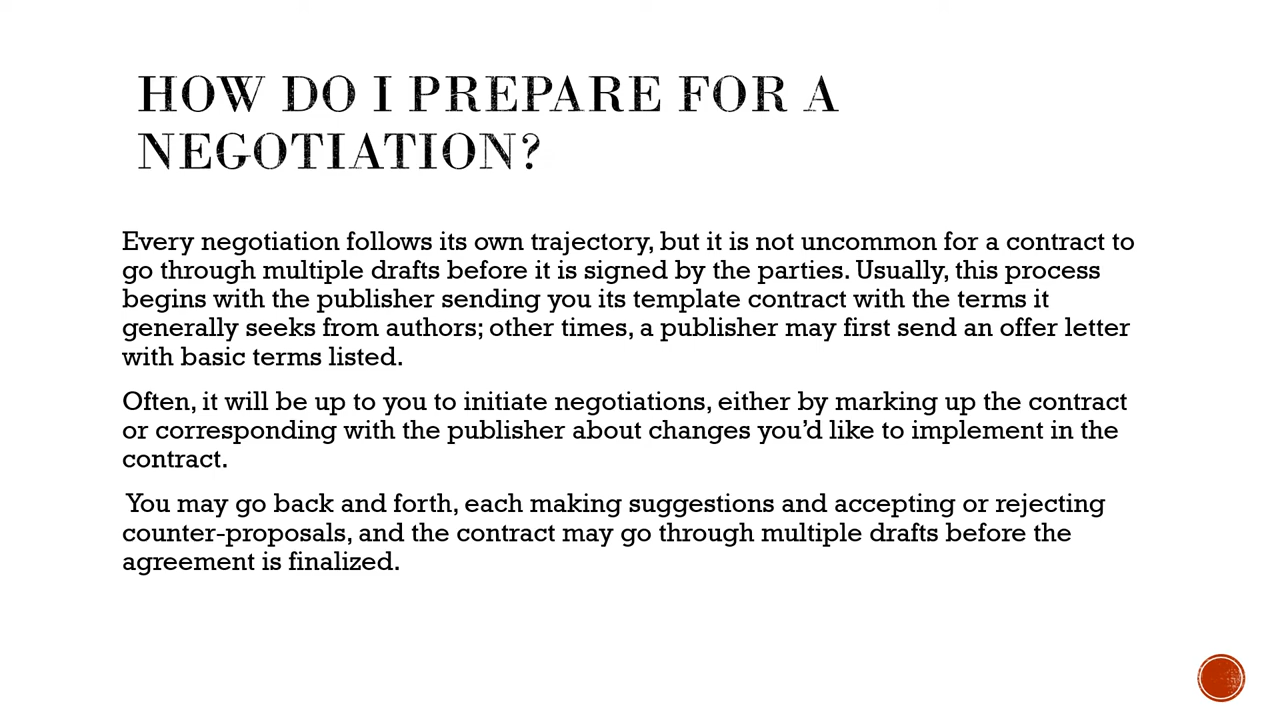 HOW DO I PREPARE FOR A
NEGOTIATION?
Every negotiation follows its own trajectory, but it is not uncommon for a contract to
go through multiple drafts before it is signed by the parties. Usually, this process
begins with the publisher sending you its template contract with the terms it
generally seeks from authors; other times, a publisher may first send an offer letter
with basic terms listed.
Often, it will be up to you to initiate negotiations, either by marking up the contract
or corresponding with the publisher about changes you’d like to implement in the
contract.
You may go back and forth, each making suggestions and accepting or rejecting
counter-proposals, and the contract may go through multiple drafts before the
agreement is finalized.